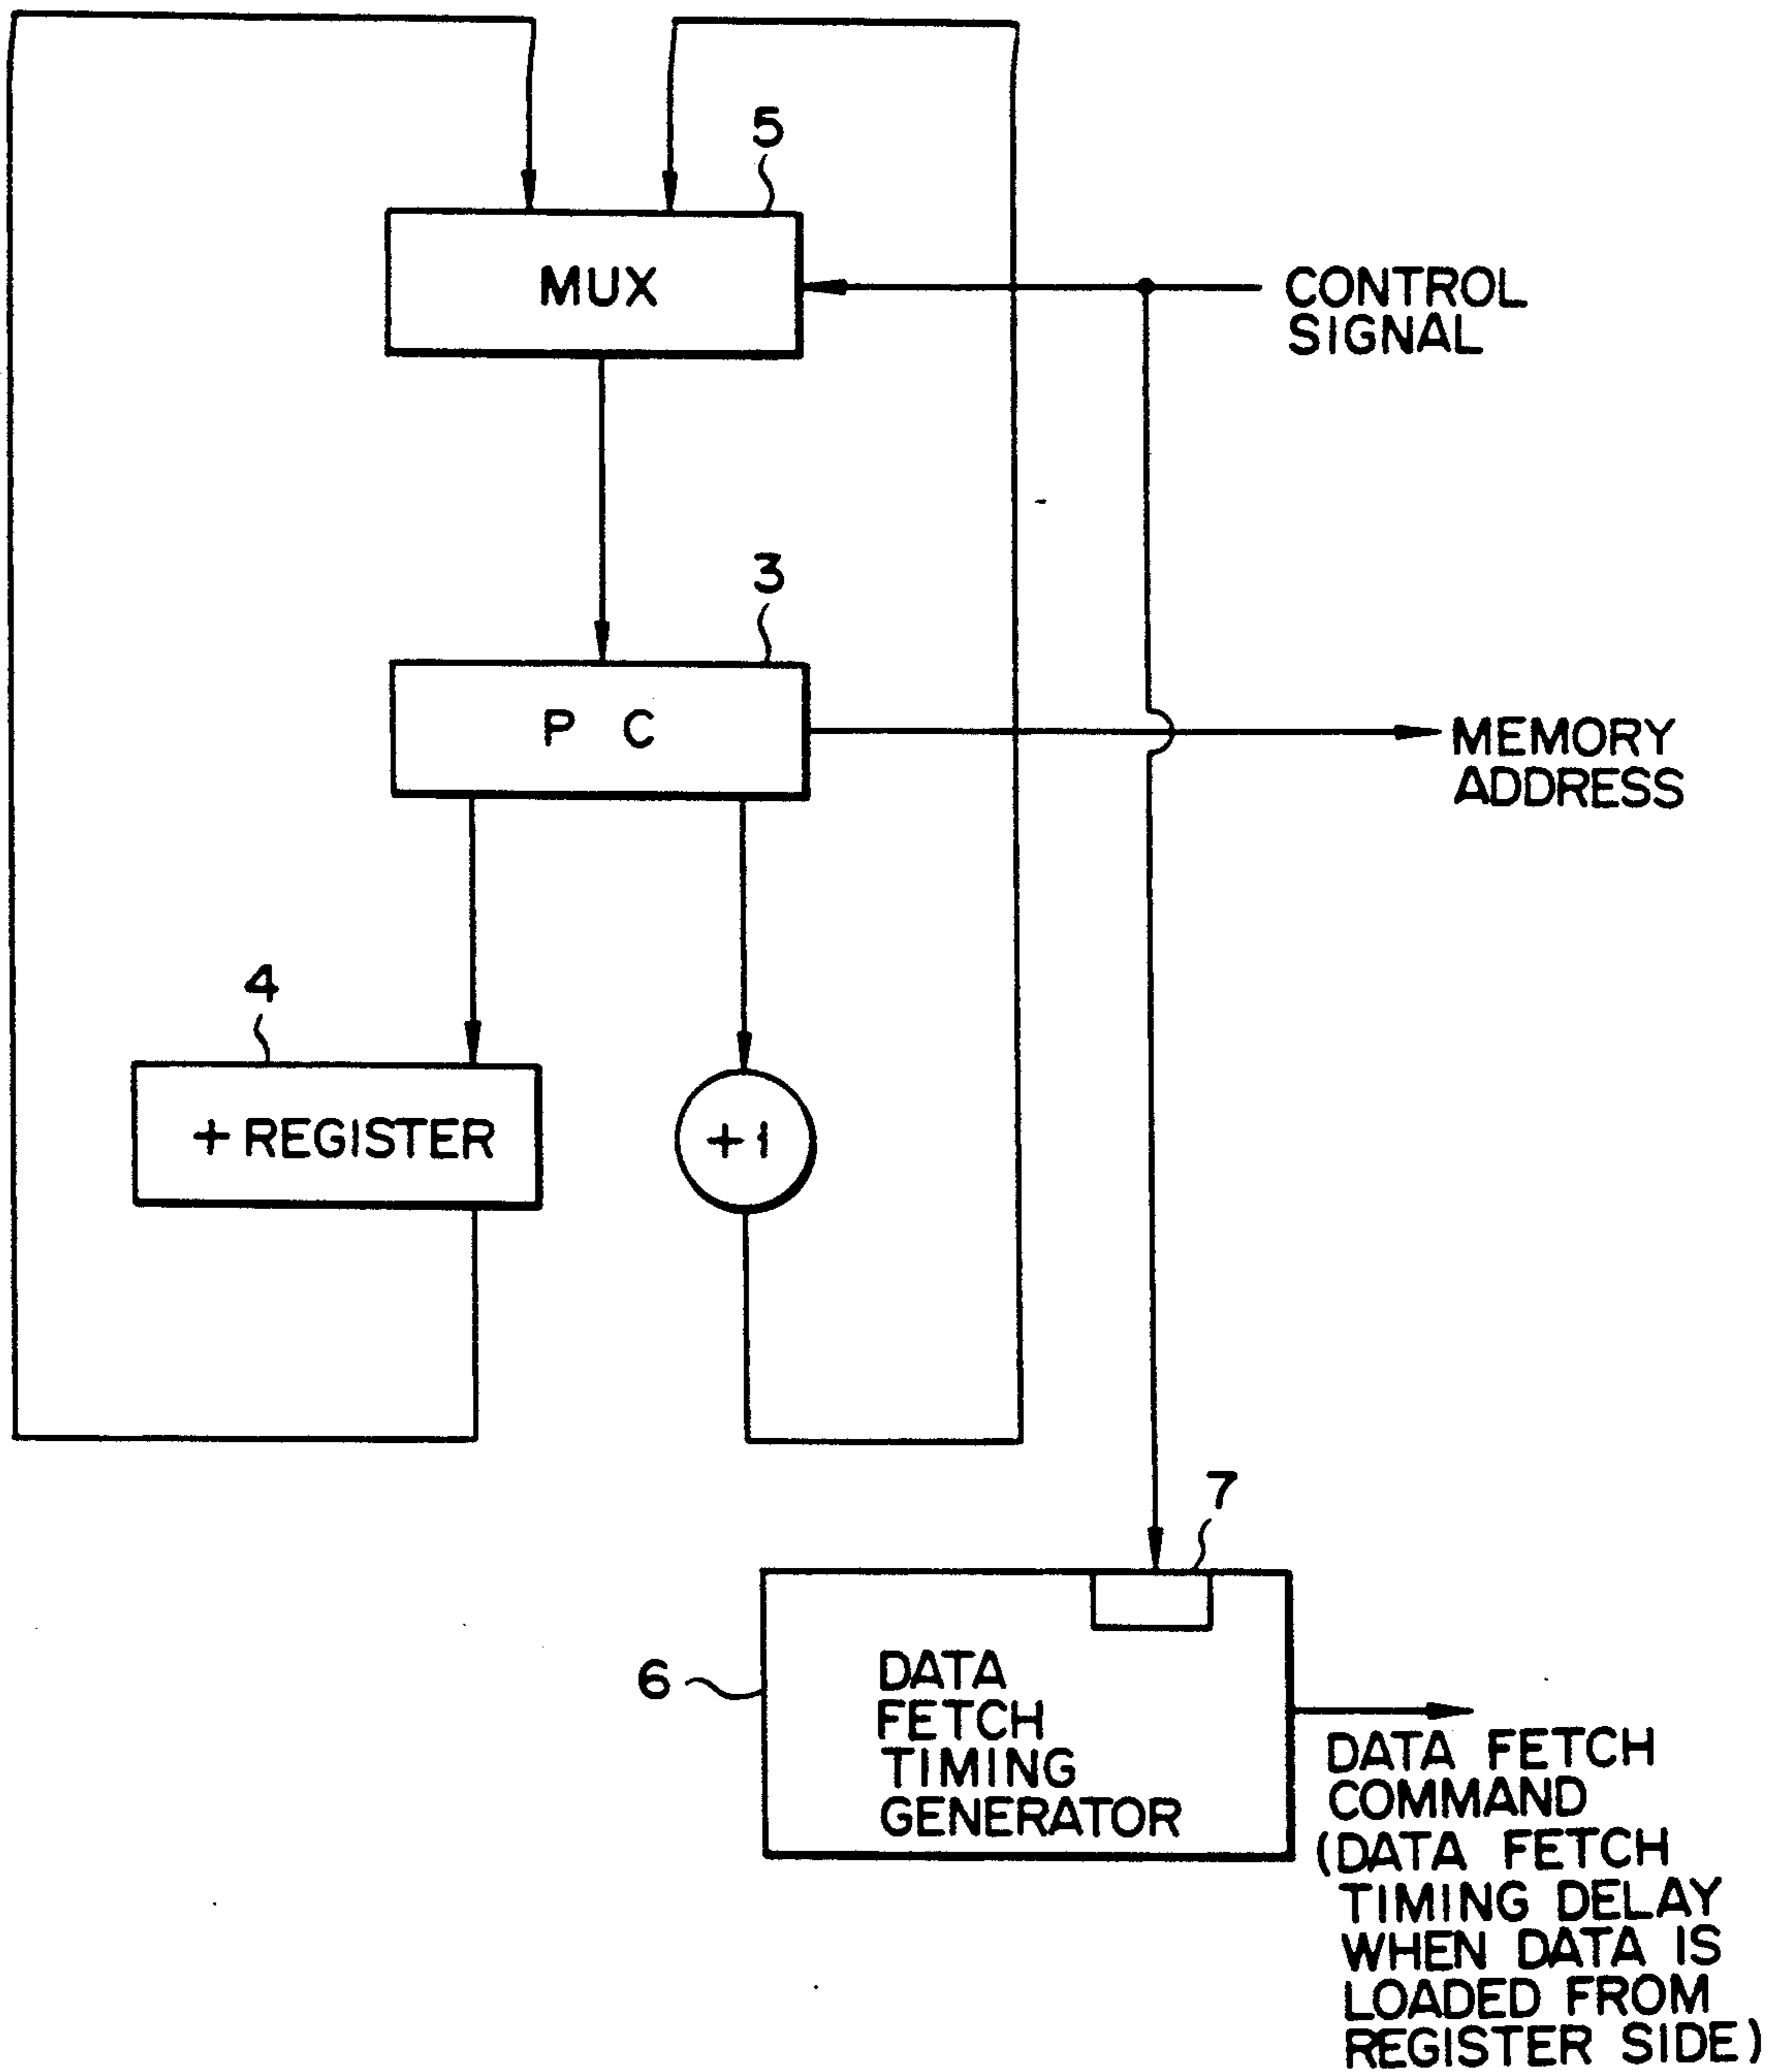 5
MUX
CONTROL
SIGNAL
3
P C
MEMORY
ADDRESS
4
+ REGISTER
+1
7
6
DATA
FETCH
TIMING
GENERATOR
DATA FETCH
COMMAND
(DATA FETCH
TIMING DELAY
WHEN DATA IS
LOADED FROM
REGISTER SIDE)